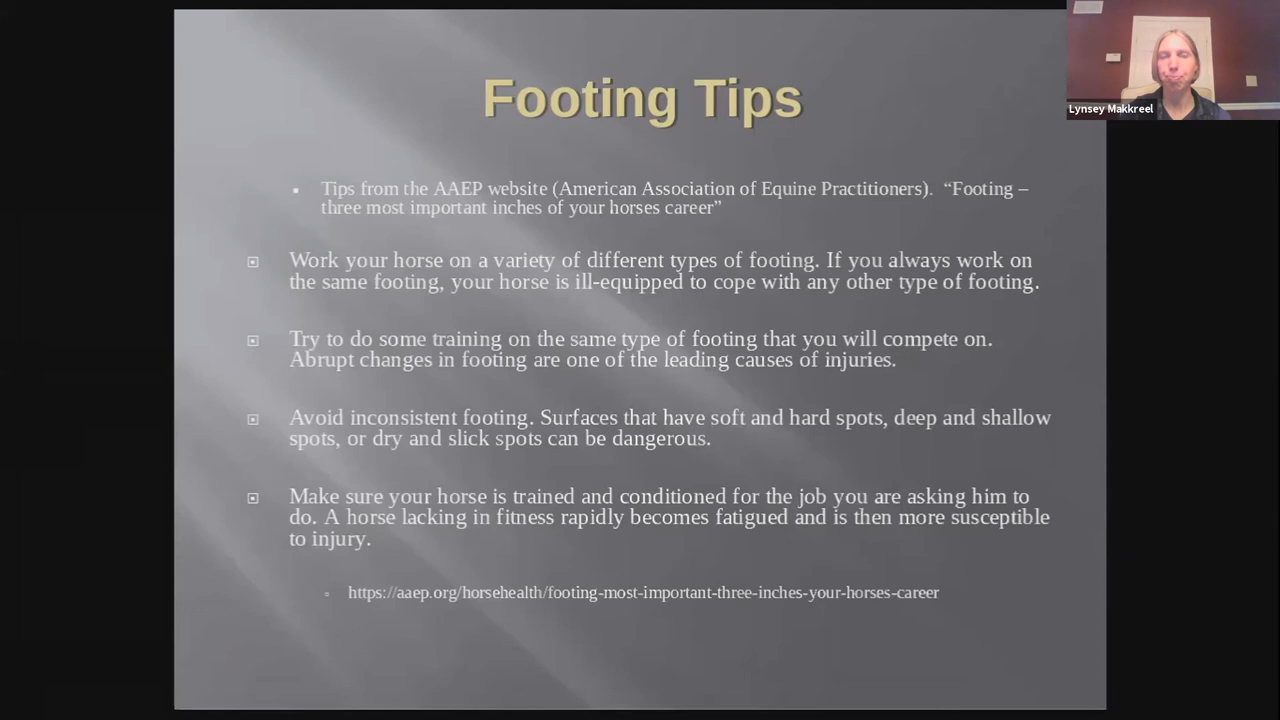 Footing Tips
Lynsey Makkreel
Tips from the AAEP website (American Association of Equine Practitioners).  “Footing –
three most important inches of your horses career”
Work your horse on a variety of different types of footing. If you always work on
the same footing, your horse is ill-equipped to cope with any other type of footing.
Try to do some training on the same type of footing that you will compete on.
Abrupt changes in footing are one of the leading causes of injuries.
Avoid inconsistent footing. Surfaces that have soft and hard spots, deep and shallow
spots, or dry and slick spots can be dangerous.
Make sure your horse is trained and conditioned for the job you are asking him to
do. A horse lacking in fitness rapidly becomes fatigued and is then more susceptible
to injury.
https://aaep.org/horsehealth/footing-most-important-three-inches-your-horses-career